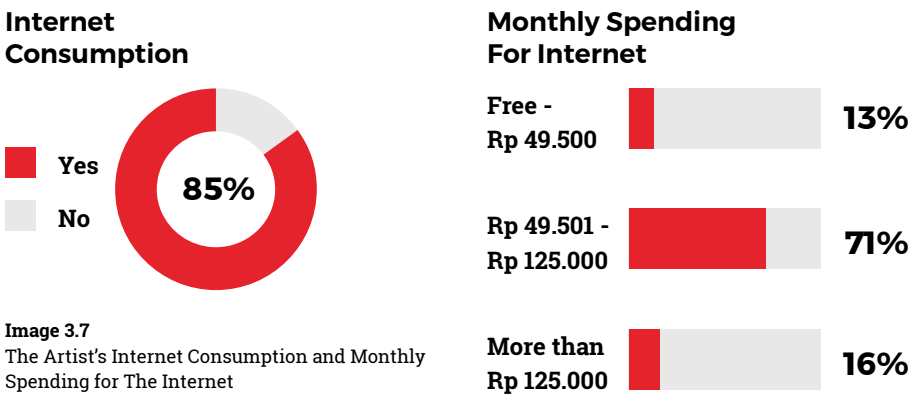 Internet
Consumption
Yes
No
85%
Image 3.7
The Artist's Internet Consumption and Monthly
Spending for The Internet
Monthly Spending
For Internet
Free -
Rp 49.500
13%
Rp 49.501 -
Rp 125.000
71%
More than
Rp 125.000
16%